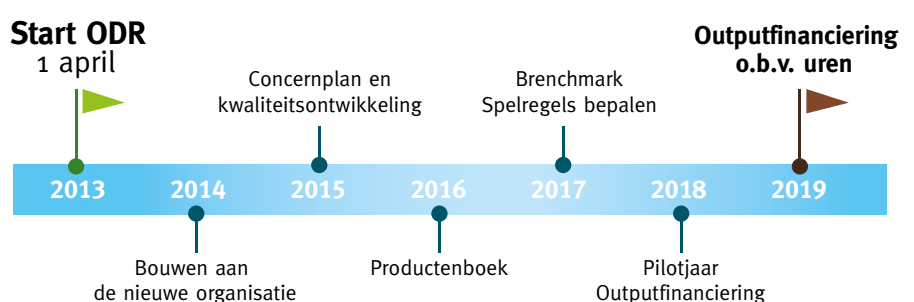 Start ODR
1 april
Outputfinanciering
o.b.v. uren
Concernplan en
kwaliteitsontwikkeling
Brenchmark
Spelregels bepalen
2013 2014 2015 2016 2017 2018 2019
Bouwen aan
de nieuwe organisatie
Productenboek
Pilotjaar
Outputfinanciering